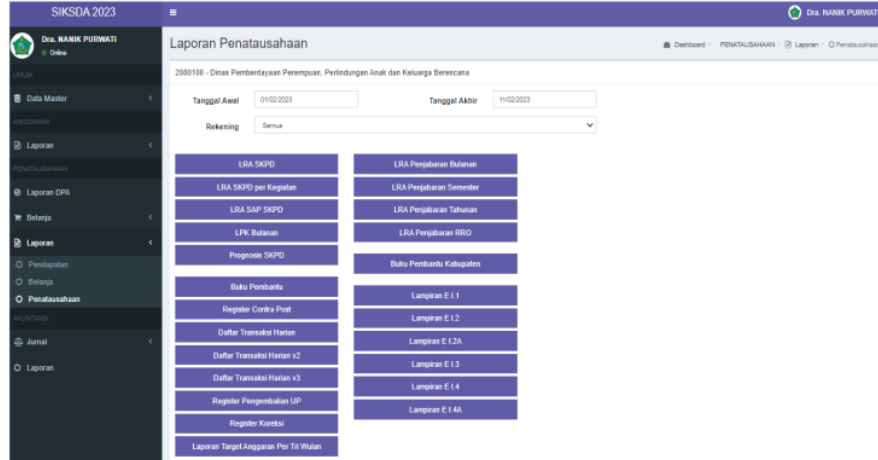 SIKSDA 2023
Dra. NANIK PURWATI
Dra. NANIK PURWATI
Online
Laporan Penatausahaan
Dashboard > PENATAUSAHAAN > Laporan > Penatausahaan
2080100 - Dinas Pemberdayaan Perempuan, Perlindungan Anak dan Keluarga Berencana
UMUM
Data Master
ANGGARAN
Laporan
PENATAUSAHAAN
Laporan DPA
Belanja
Laporan
Pendapatan
Belanja
Penatausahaan
AKUNTANSI
Jurnal
Laporan
Tanggal Awal 01/02/2023 Tanggal Akhir 11/02/2023
Rekening Semua
LRA SKPD
LRA SKPD per Kegiatan
LRA SAP SKPD
LPK Bulanan
Prognosis SKPD
Buku Pembantu
Register Contra Post
Daftar Transaksi Harian
Daftar Transaksi Harian v2
Daftar Transaksi Harian v3
Register Pengembalian UP
Register Koreksi
Laporan Target Anggaran Per Tri Wulan
LRA Penjabaran Bulanan
LRA Penjabaran Semester
LRA Penjabaran Tahunan
LRA Penjabaran RRO
Buku Pembantu Kabupaten
Lampiran E I.1
Lampiran E I.2
Lampiran E I.2A
Lampiran E I.3
Lampiran E I.4
Lampiran E I.4A